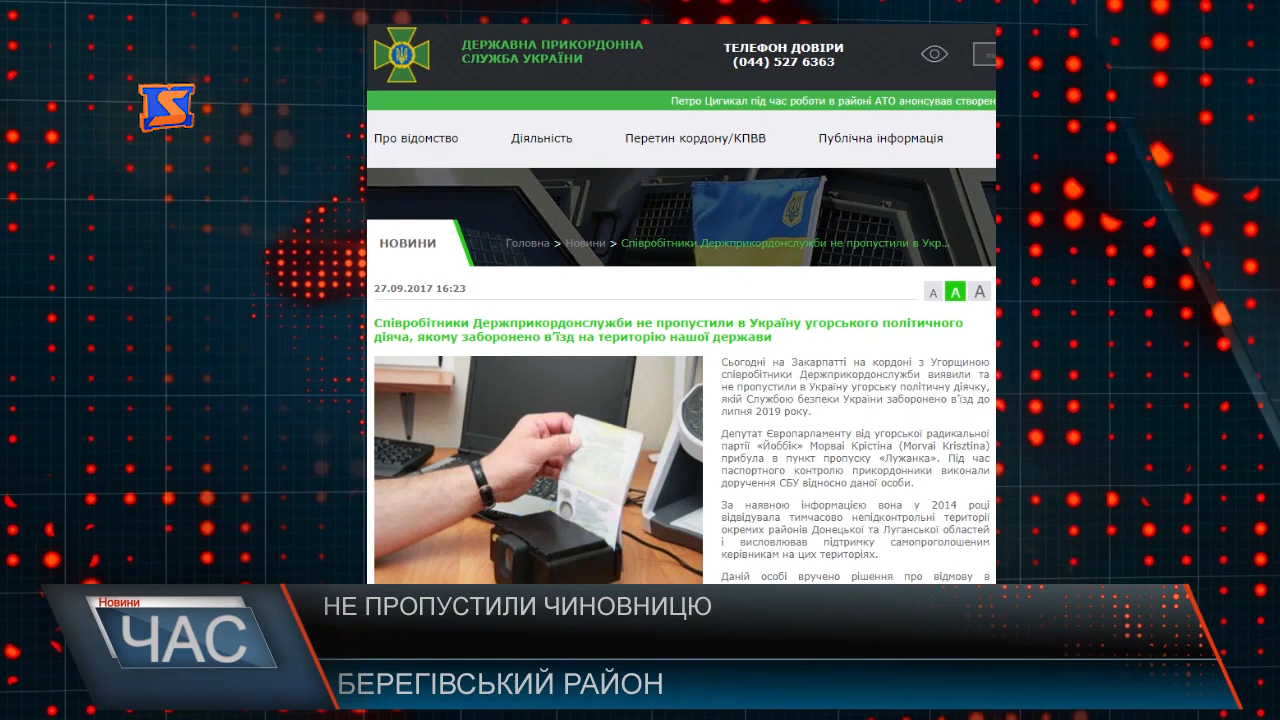 ДЕРЖАВНА ПРИКОРДОННА
СЛУЖБА УКРАЇНИ
ТЕЛЕФОН ДОВІРИ
(044) 527 6363
Петро Цигикал під час роботи в районі АТО анонсував створен
Про відомство Діяльність Перетин кордону/КПВВ Публічна інформація
НОВИНИ
Головна > Новини > Співробітники Держприкордонслужби не пропустили в Укр...
27.09.2017 16:23
A A A
Співробітники Держприкордонслужби не пропустили в Україну угорського політичного
діяча, якому заборонено в’їзд на територію нашої держави
Сьогодні на Закарпатті на кордоні з Угорщиною
співробітники Держприкордонслужби виявили та
не пропустили в Україну угорську політичну діячку,
якій Службою безпеки України заборонено в’їзд до
липня 2019 року.
Депутат Європарламенту від угорської радикальної
партії «Йоббік» Морваі Крістіна (Morvai Krisztina)
прибула в пункт пропуску «Лужанка». Під час
паспортного контролю прикордонники виконали
доручення СБУ відносно даної особи.
За наявною інформацією вона у 2014 році
відвідувала тимчасово непідконтрольні території
окремих районів Донецької та Луганської областей
і висловлював підтримку самопроголошеним
керівникам на цих територіях.
Даній особі вручено рішення про відмову в
Новини
ЧАС
НЕ ПРОПУСТИЛИ ЧИНОВНИЦЮ
БЕРЕГІВСЬКИЙ РАЙОН